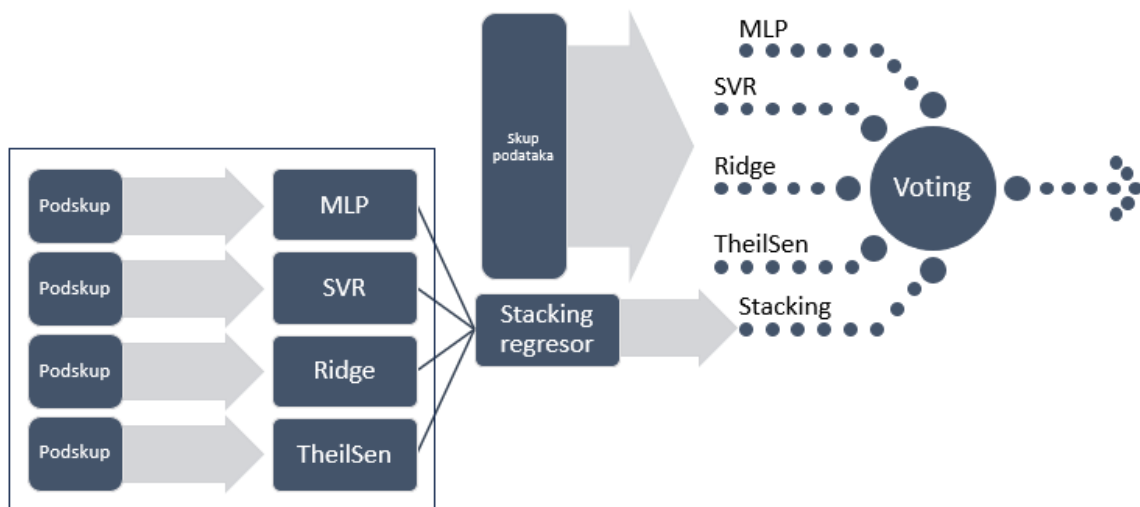 Podskup
MLP
Podskup
SVR
Podskup
Ridge
Podskup
TheilSen
Skup
podataka
Stacking
regresor
MLP
SVR
Ridge
TheilSen
Stacking
Voting